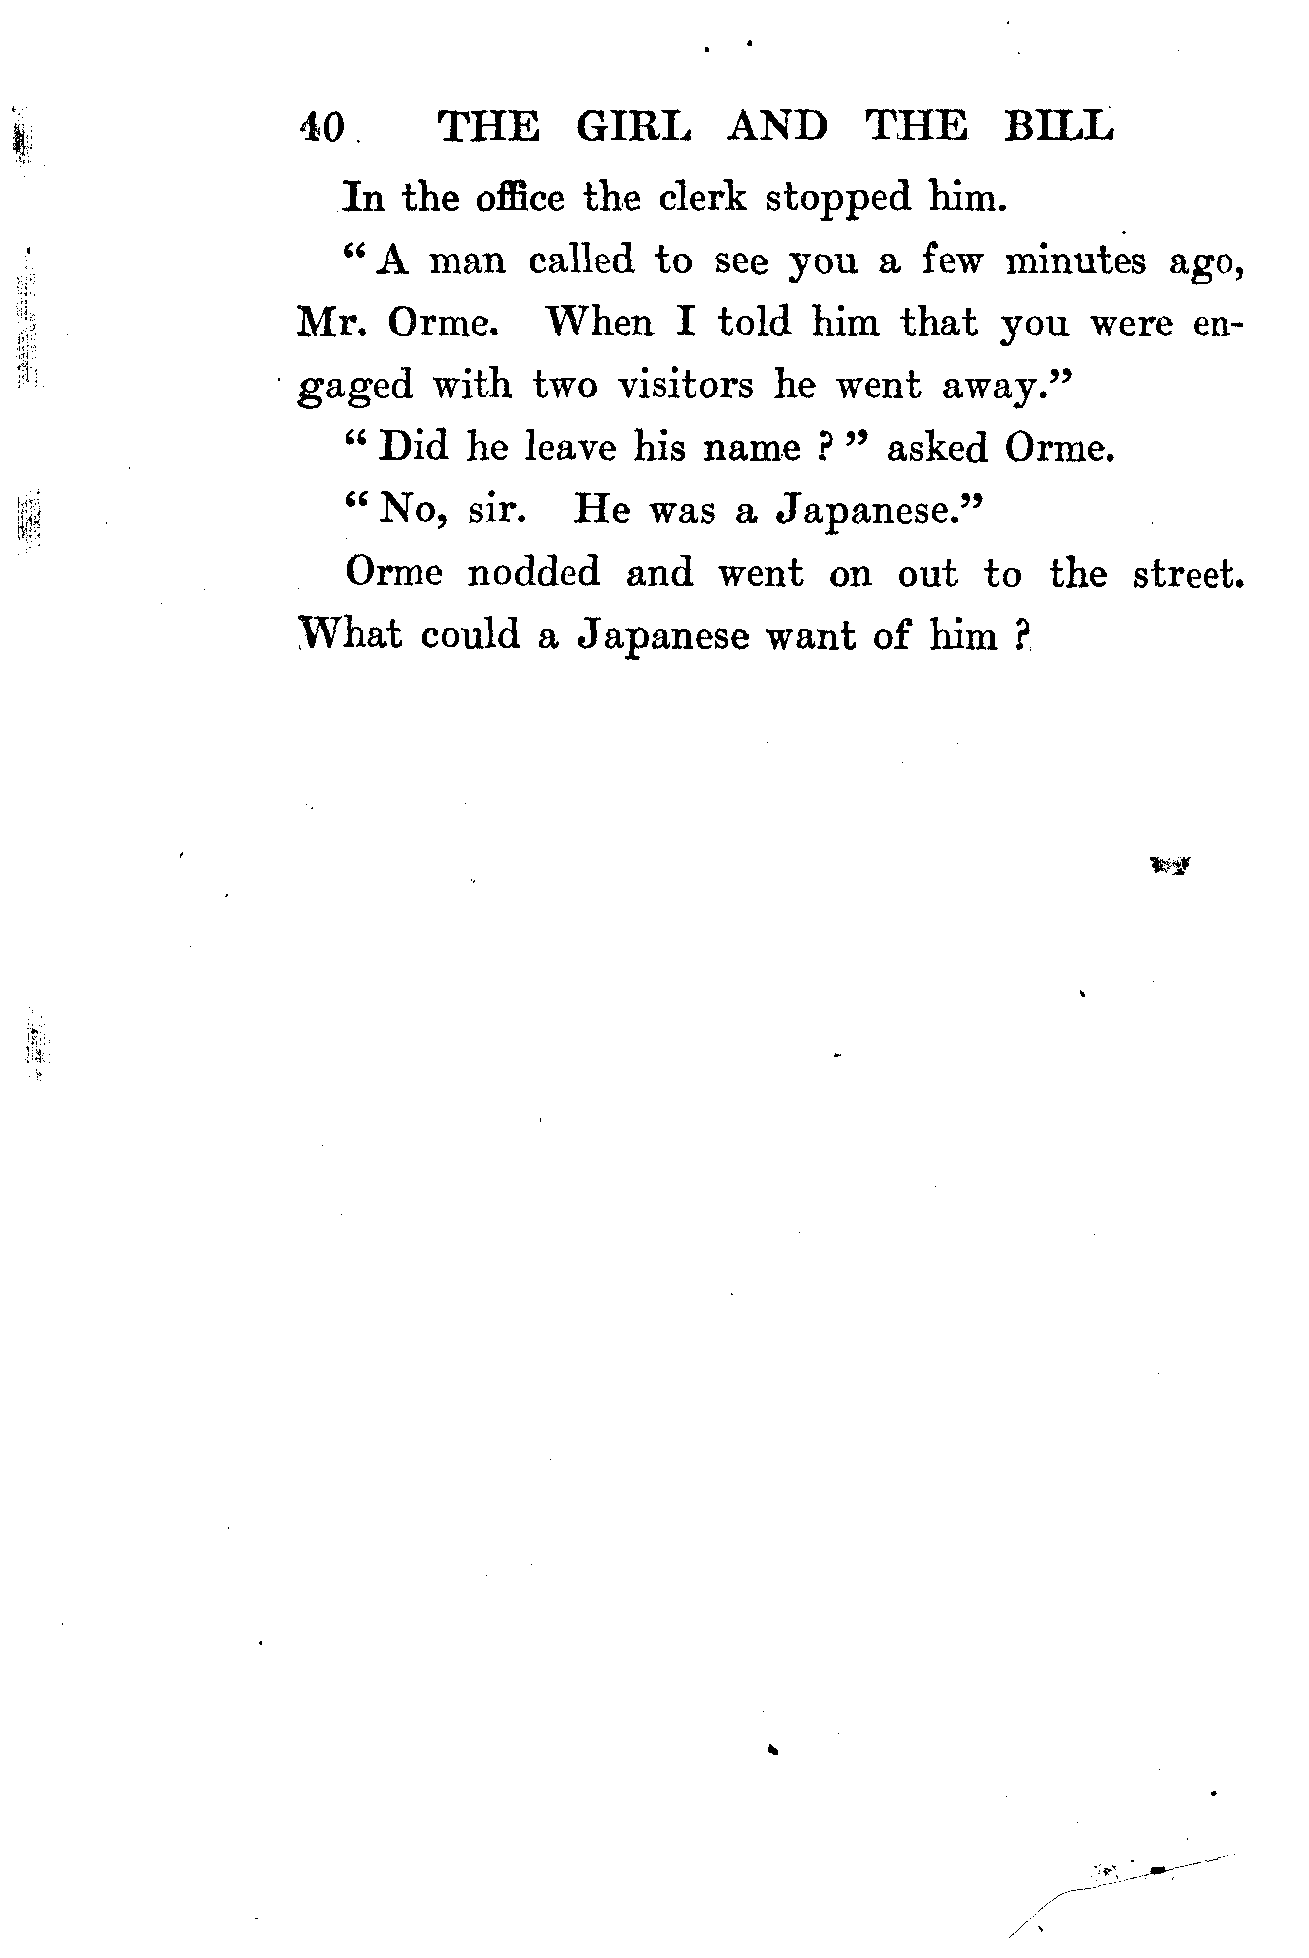 40 THE GIRL AND THE BILL
In the office the clerk stopped him.
“A man called to see you a few minutes ago,
Mr. Orme. When I told him that you were en-
gaged with two visitors he went away.”
“Did he leave his name?” asked Orme.
“No, sir. He was a Japanese.”
Orme nodded and went on out to the street.
What could a Japanese want of him?